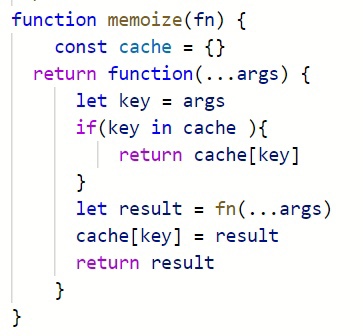 function memoize(fn) {
    const cache = {}
  return function(...args) {
      let key = args
      if(key in cache ){
          return cache[key]
      }
      let result = fn(...args)
      cache[key] = result
      return result
    }
}